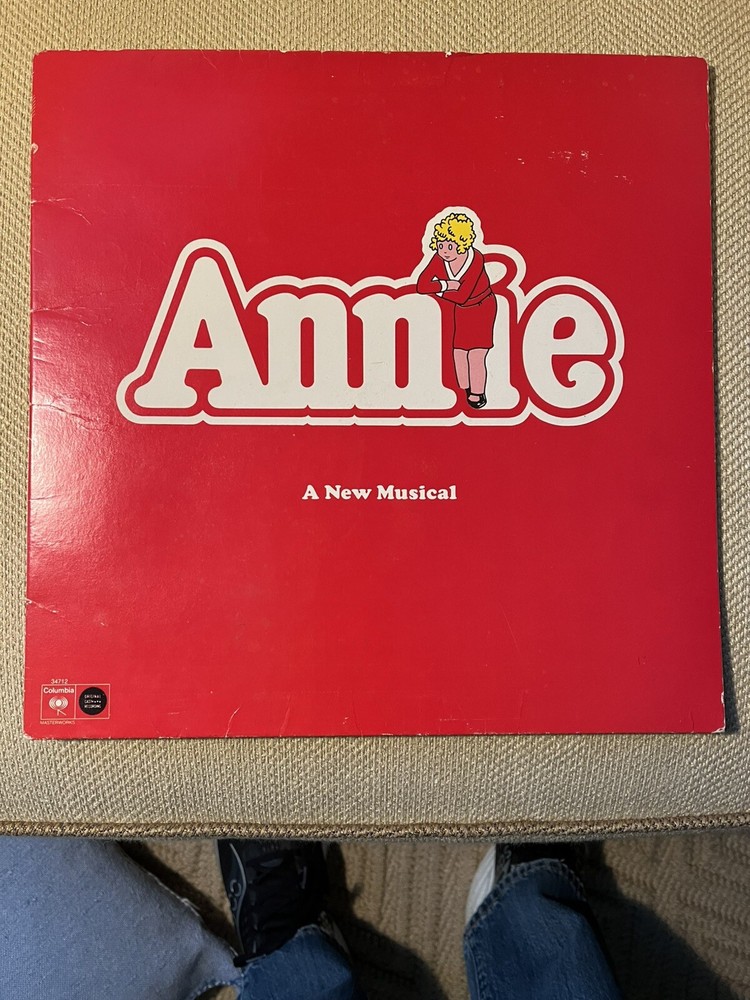 Annie
A New Musical
34712
Columbia
MASTERWORKS
ORIGINAL
CAST
RECORDING